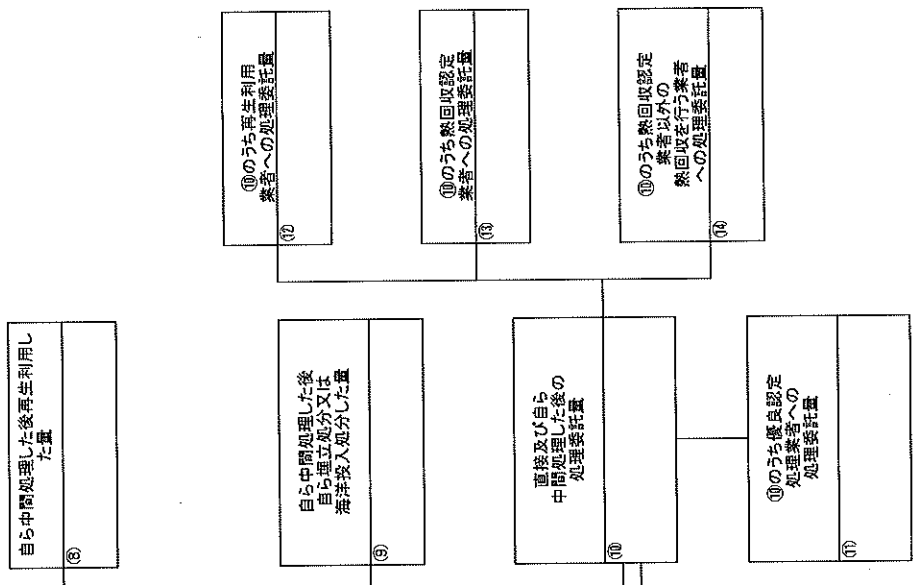 自ら中間処理した後再生利用し
た量
⑧
自ら中間処理した後
自ら埋立処分又は
海洋投入処分した量
⑨
直接及び自ら
中間処理した後の
処理委託量
⑩
⑩のうち優良認定
処理業者への
処理委託量
⑪
⑩のうち再生利用
業者への処理委託量
⑫
⑩のうち熱回収認定
業者への処理委託量
⑬
⑩のうち熱回収認定
業者以外の
熱回収を行う業者
への処理委託量
⑭